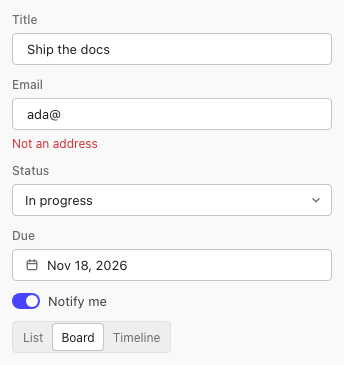 Title
Ship the docs
Email
ada@
Not an address
Status
In progress
Due
Nov 18, 2026
Notify me
List Board Timeline